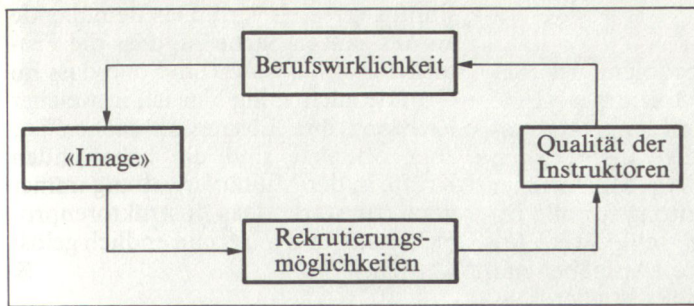 Berufswirklichkeit
«Image»
Qualität der
Instruktoren
Rekrutierungs-
möglichkeiten